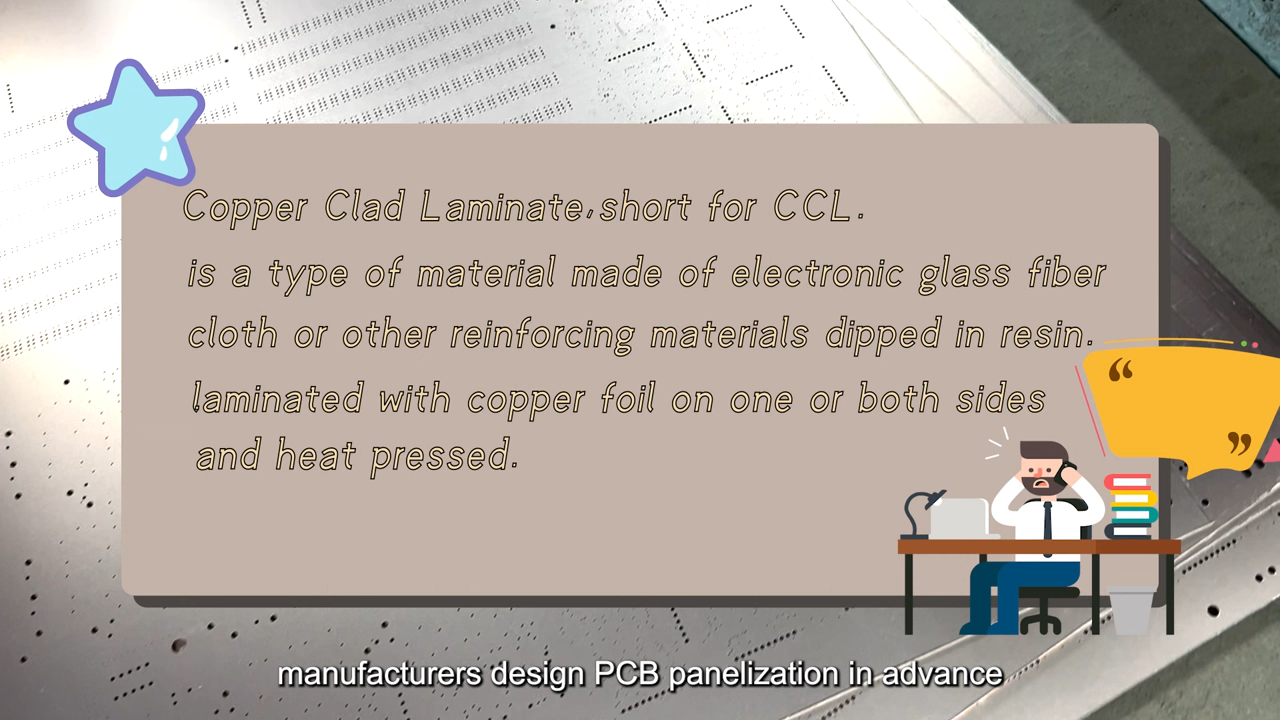 Copper Clad Laminate,short for CCL.
is a type of material made of electronic glass fiber
cloth or other reinforcing materials dipped in resin.
laminated with copper foil on one or both sides
and heat pressed.
“ ”
manufacturers design PCB panelization in advance